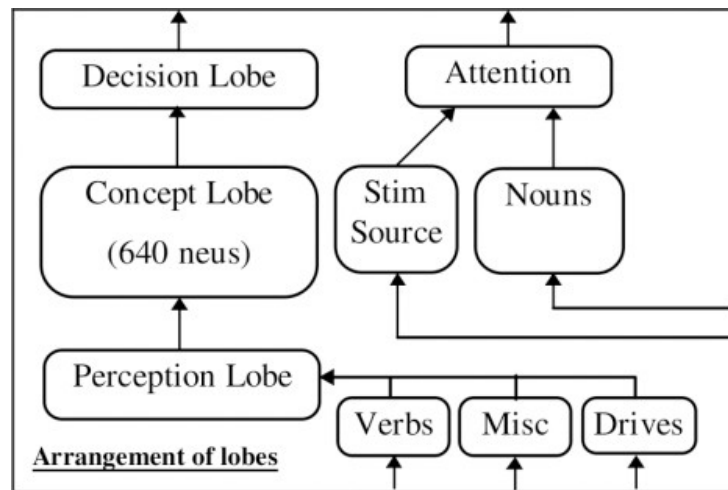 Decision Lobe
Attention
Concept Lobe
(640 neus)
Stim
Source
Nouns
Perception Lobe
Verbs
Misc
Drives
Arrangement of lobes